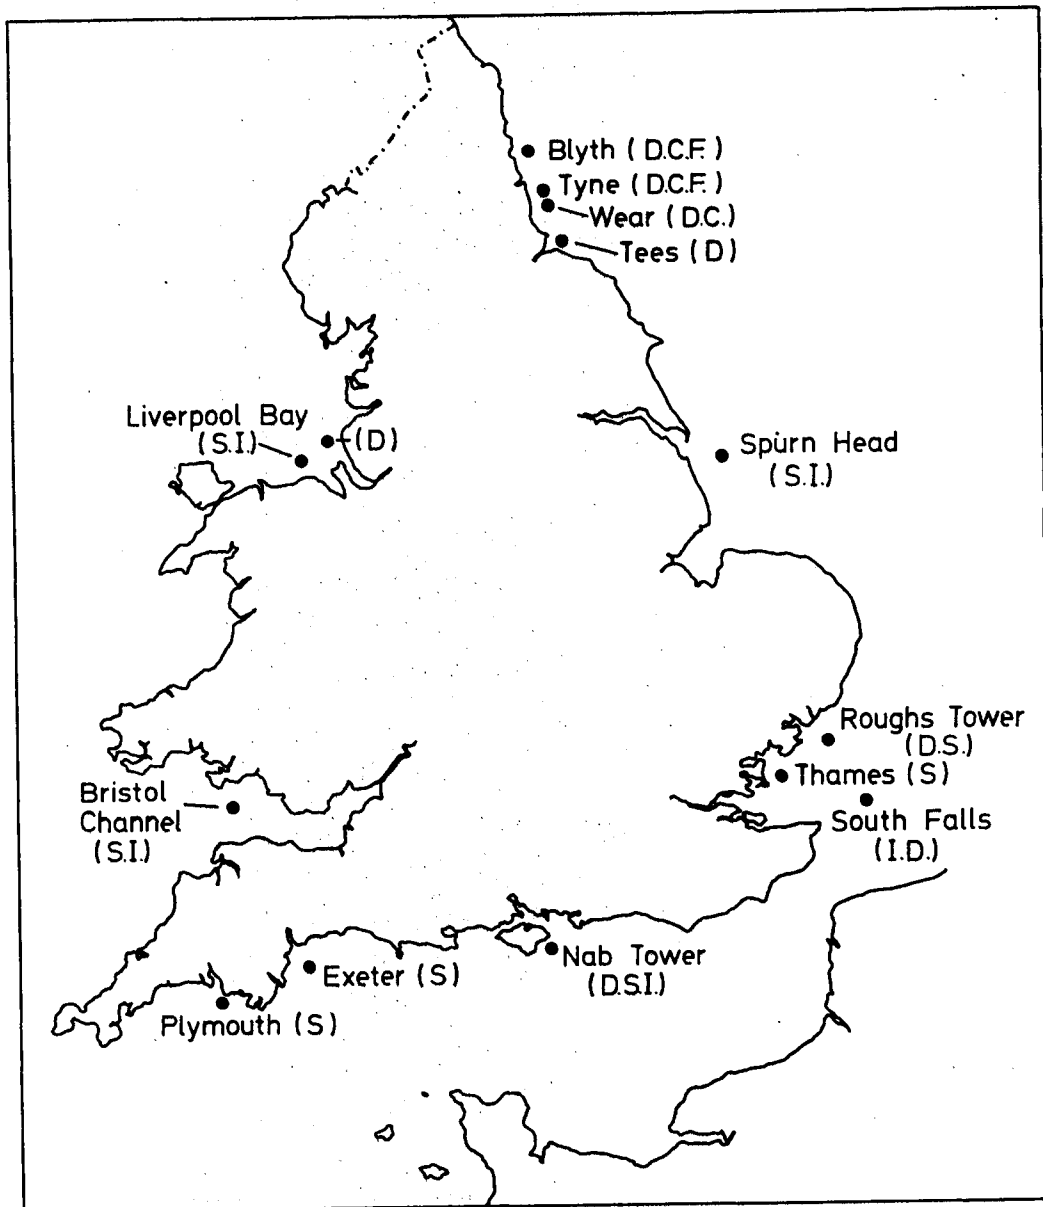 Blyth (D.C.F.)
Tyne (D.C.F.)
Wear (D.C.)
Tees (D)
Liverpool Bay
(S.I.)
(D)
Spurn Head
(S.I.)
Roughs Tower
(D.S.)
Thames (S)
South Falls
(I.D.)
Bristol
Channel
(S.I.)
Nab Tower
(D.S.I.)
Exeter (S)
Plymouth (S)